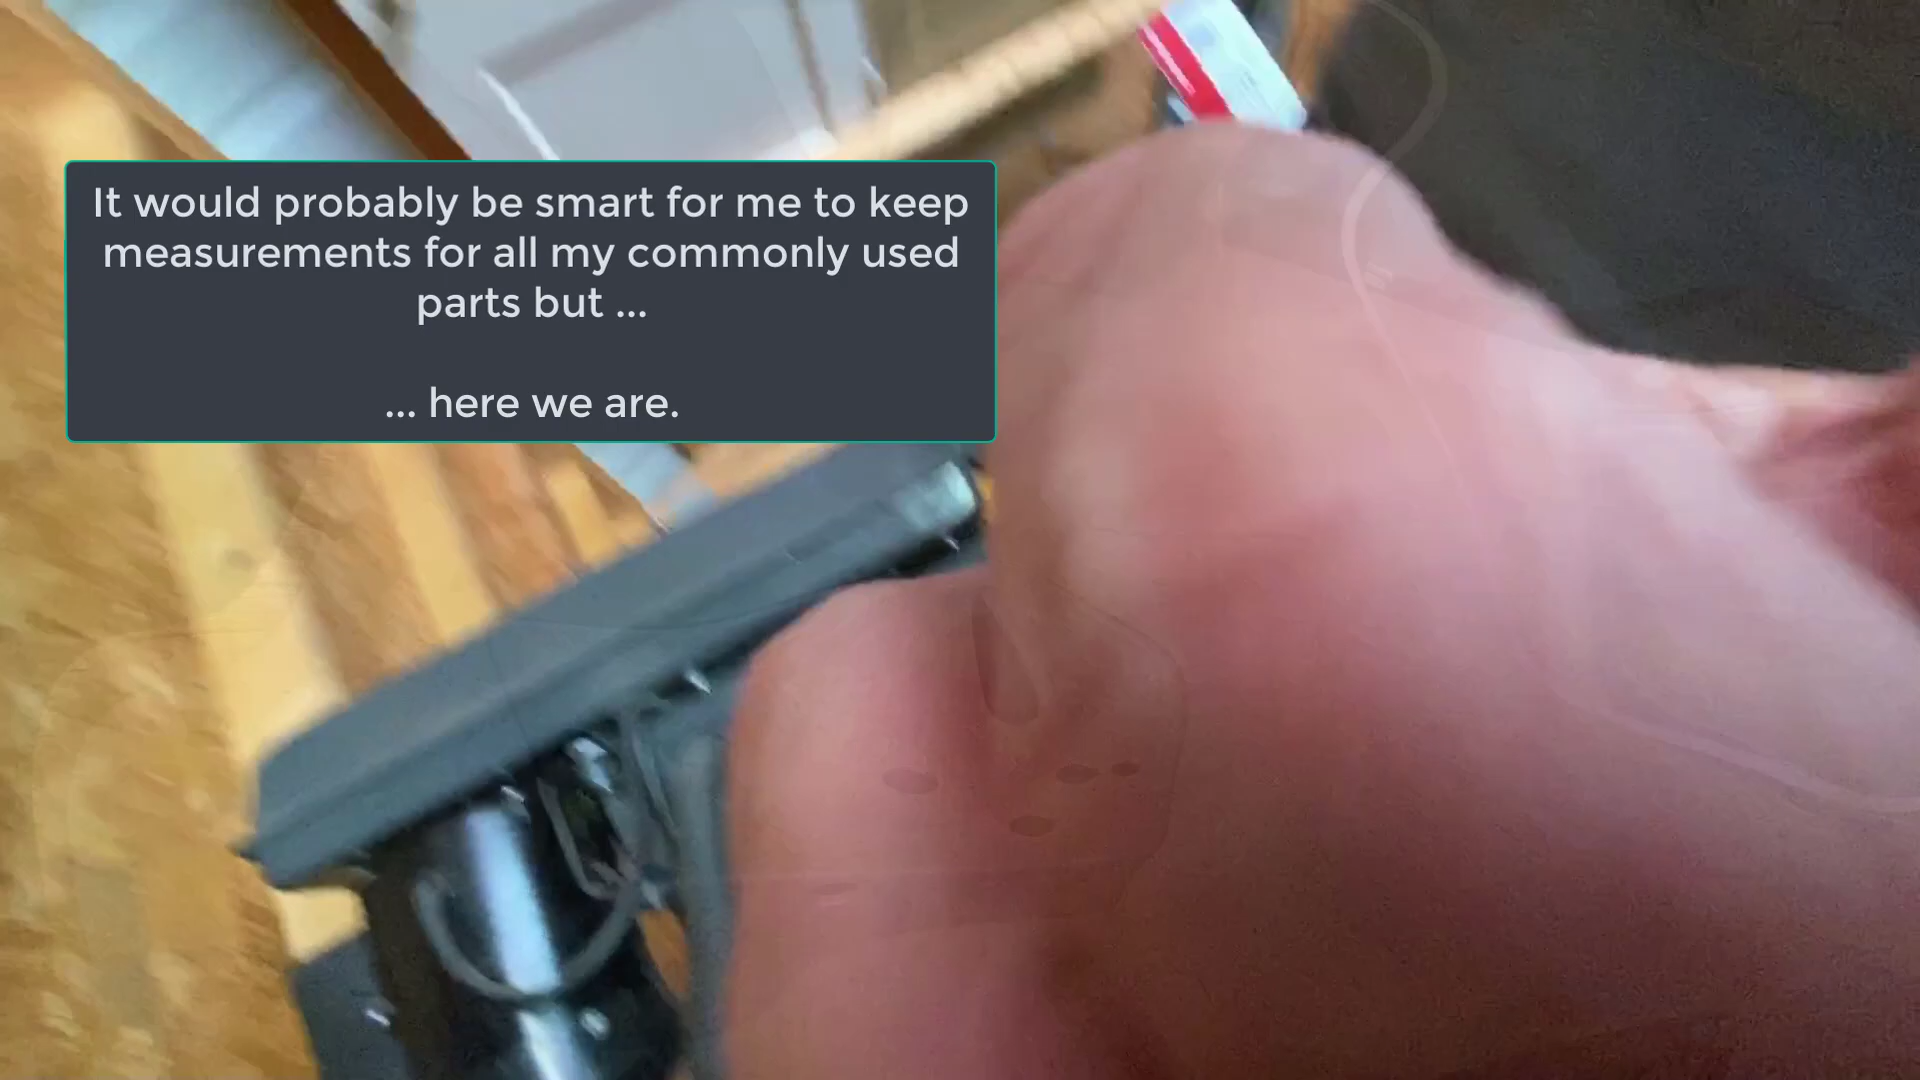 It would probably be smart for me to keep
measurements for all my commonly used
parts but ...
... here we are.